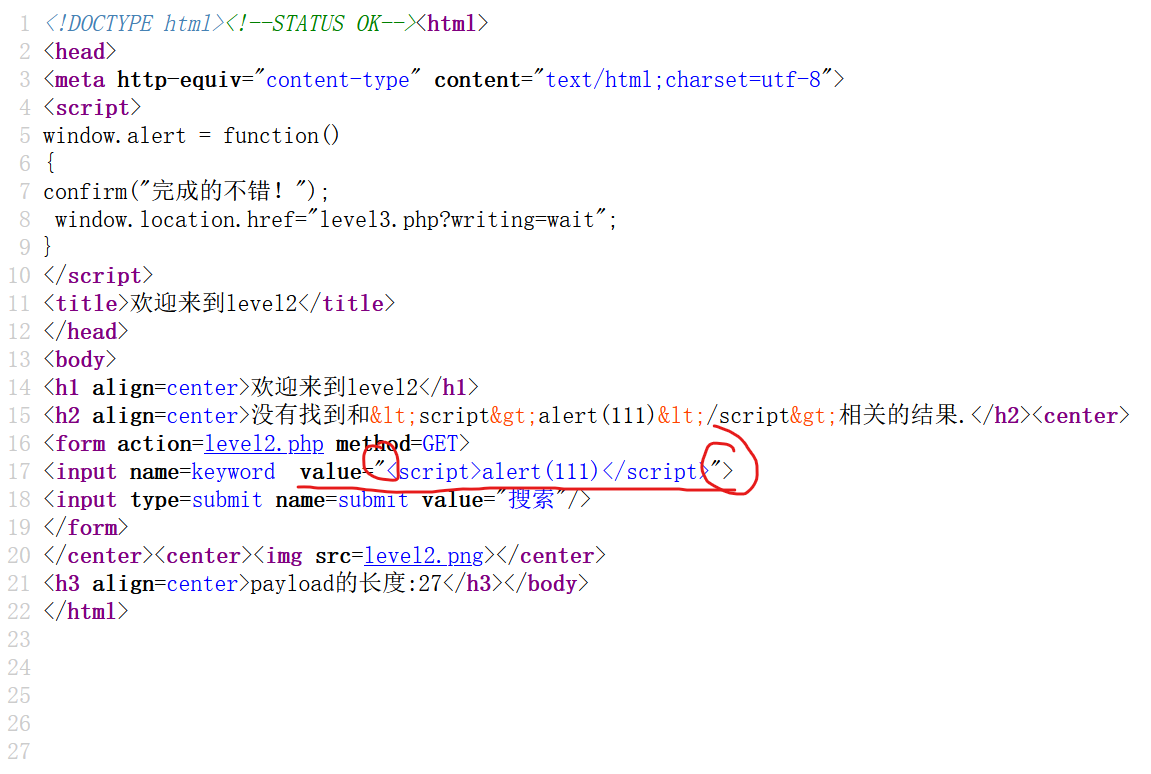 1 <!DOCTYPE html><!--STATUS OK--><html>
2 <head>
3 <meta http-equiv="content-type" content="text/html;charset=utf-8">
4 <script>
5 window.alert = function()
6 {
7 confirm("完成的不错！");
8  window.location.href="level3.php?writing=wait";
9 }
10 </script>
11 <title>欢迎来到level2</title>
12 </head>
13 <body>
14 <h1 align=center>欢迎来到level2</h1>
15 <h2 align=center>没有找到和&lt;script&gt;alert(111)&lt;/script&gt;相关的结果.</h2><center>
16 <form action=level2.php method=GET>
17 <input name=keyword  value="<script>alert(111)</script>">
18 <input type=submit name=submit value="搜索"/>
19 </form>
20 </center><center><img src=level2.png></center>
21 <h3 align=center>payload的长度:27</h3></body>
22 </html>
23
24
25
26
27